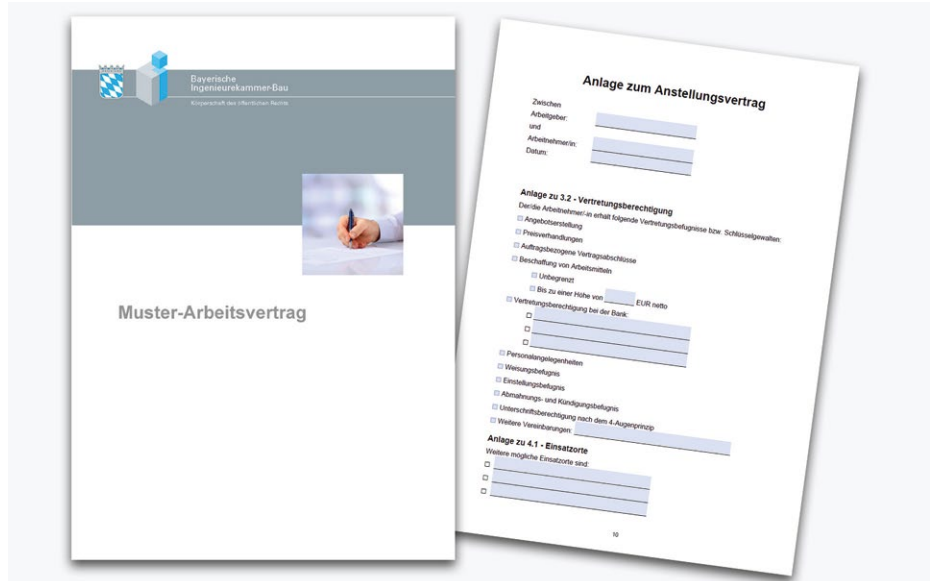 Bayerische
Ingenieurekammer-Bau
Körperschaft des öffentlichen Rechts
Muster-Arbeitsvertrag
Anlage zum Anstellungsvertrag
Zwischen
Arbeitgeber:
und
Arbeitnehmer/in:
Datum:
Anlage zu 3.2 - Vertretungsberechtigung
Der/die Arbeitnehmer/-in erhält folgende Vertretungsbefugnisse bzw. Schlüsselgewalten:
Angebotserstellung
Preisverhandlungen
Auftragsbezogene Vertragsabschlüsse
Beschaffung von Arbeitsmitteln
Unbegrenzt
Bis zu einer Höhe von ______ EUR netto
Vertretungsberechtigung bei der Bank:
Personalangelegenheiten
Weisungsbefugnis
Einstellungsbefugnis
Abmahnungs- und Kündigungsbefugnis
Unterschriftsberechtigung nach dem 4-Augenprinzip
Weitere Vereinbarungen:
Anlage zu 4.1 - Einsatzorte
Weitere mögliche Einsatzorte sind:
10